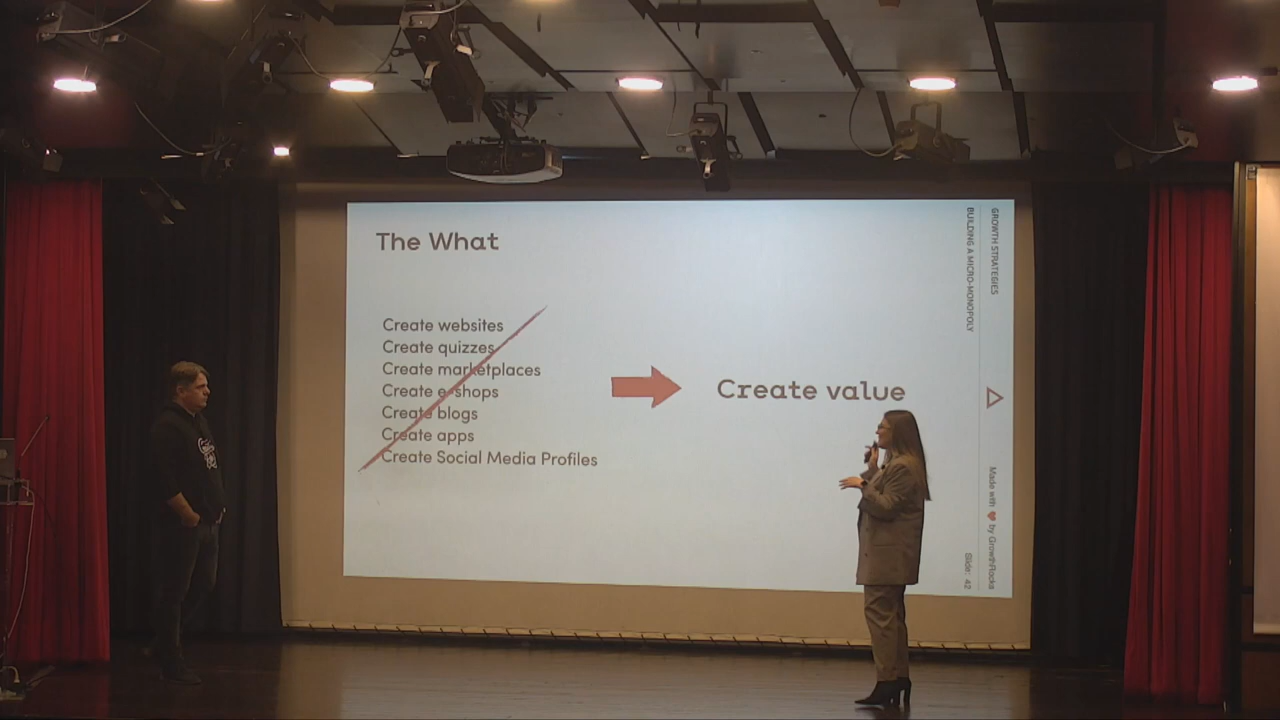 The What
Create websites
Create quizzes
Create marketplaces
Create e-shops
Create blogs
Create apps
Create Social Media Profiles
Create value
GROWTH STRATEGIES
BUILDING A MICRO-MONOPOLY
Made with ❤ by GrowthRocks
Slide: 42